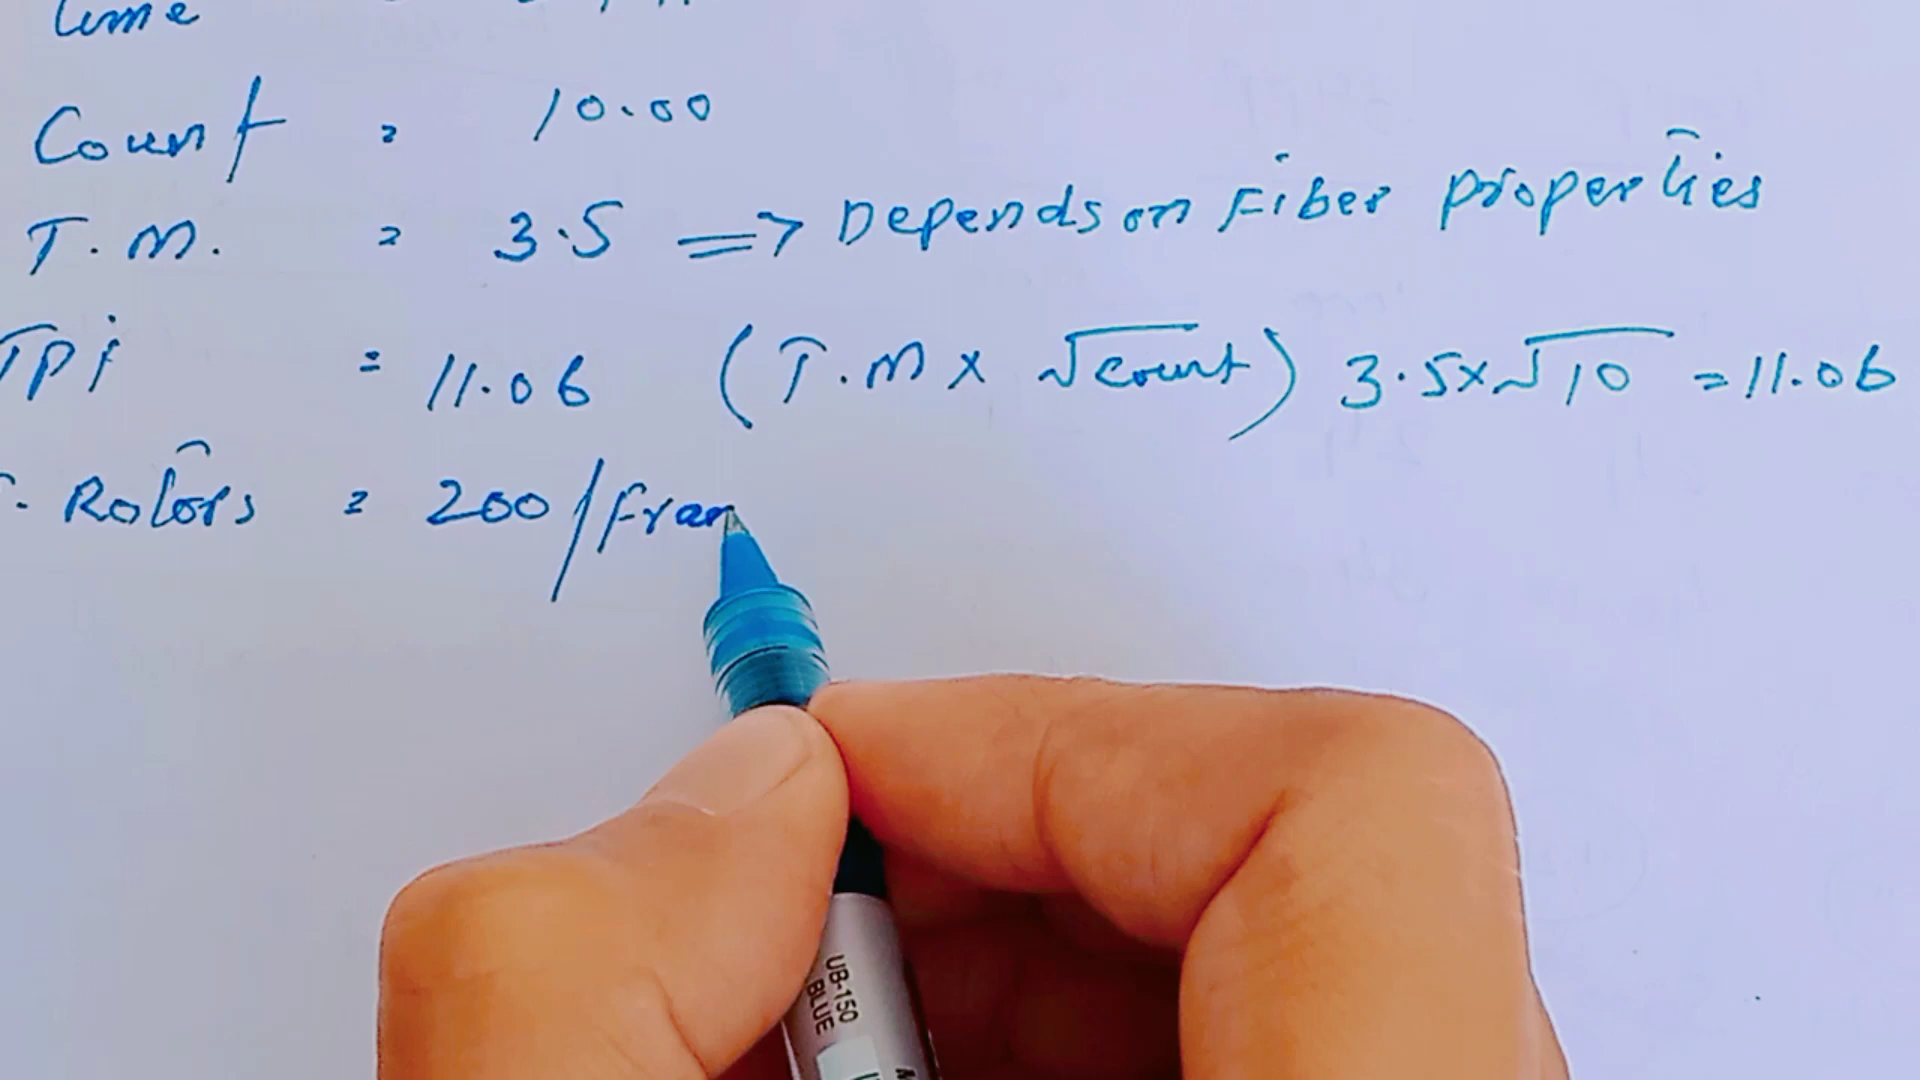 time
Count = 10.00
T.M. = 3.5 => Depends on Fiber properties
TPi = 11.06 (T.M x √count) 3.5x√10 = 11.06
. Rotors = 200/Fram
UB-150
BLUE